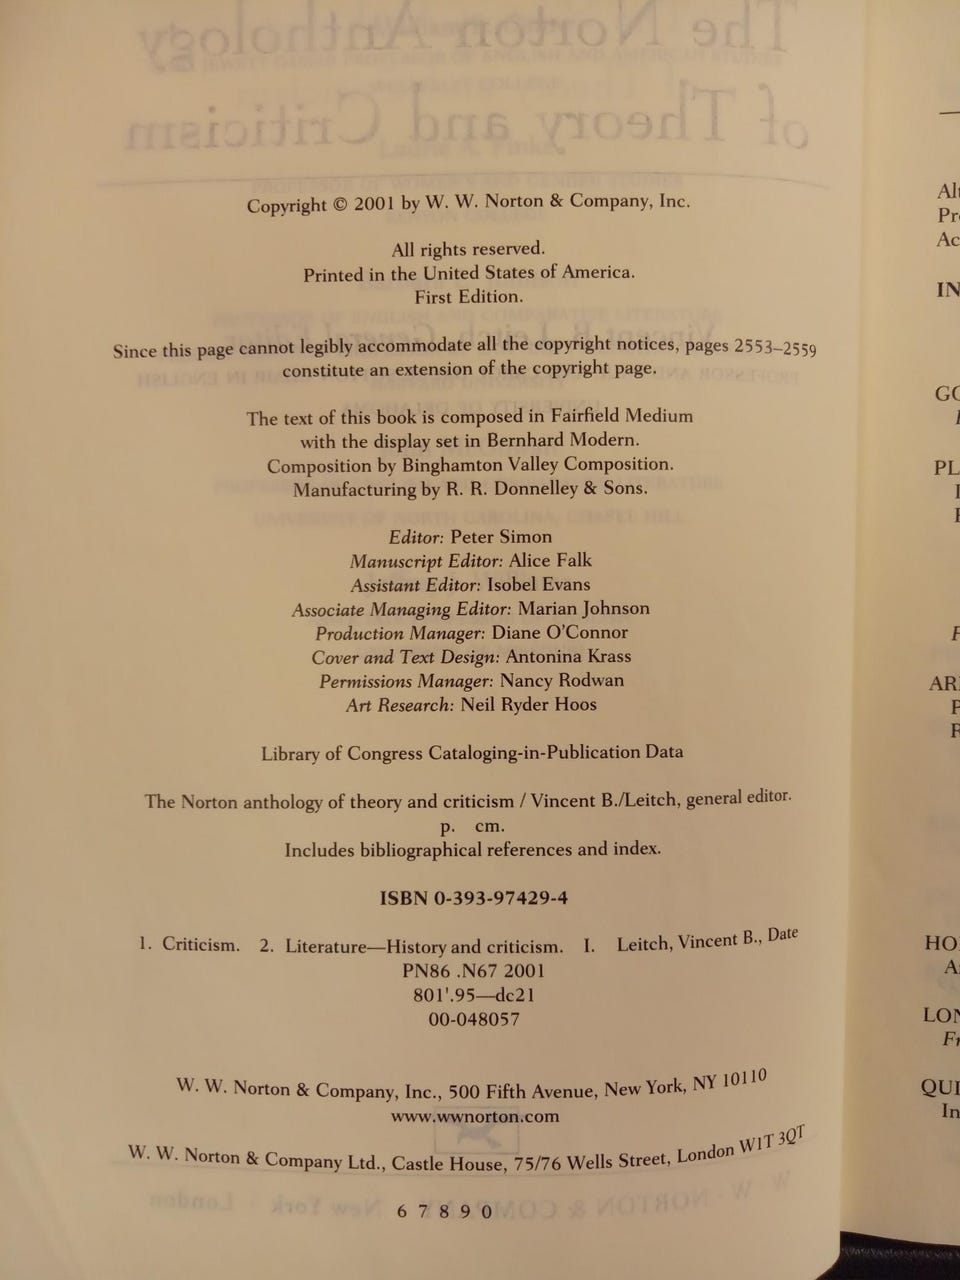 The Norton Anthology
of Theory and Criticism
Copyright © 2001 by W. W. Norton & Company, Inc.
All rights reserved.
Printed in the United States of America.
First Edition.
Since this page cannot legibly accommodate all the copyright notices, pages 2553–2559
constitute an extension of the copyright page.
The text of this book is composed in Fairfield Medium
with the display set in Bernhard Modern.
Composition by Binghamton Valley Composition.
Manufacturing by R. R. Donnelley & Sons.
Editor: Peter Simon
Manuscript Editor: Alice Falk
Assistant Editor: Isobel Evans
Associate Managing Editor: Marian Johnson
Production Manager: Diane O'Connor
Cover and Text Design: Antonina Krass
Permissions Manager: Nancy Rodwan
Art Research: Neil Ryder Hoos
Library of Congress Cataloging-in-Publication Data
The Norton anthology of theory and criticism / Vincent B./Leitch, general editor.
p. cm.
Includes bibliographical references and index.
ISBN 0-393-97429-4
1. Criticism. 2. Literature—History and criticism. I. Leitch, Vincent B., Date
PN86 .N67 2001
801'.95—dc21
00-048057
W. W. Norton & Company, Inc., 500 Fifth Avenue, New York, NY 10110
www.wwnorton.com
W. W. Norton & Company Ltd., Castle House, 75/76 Wells Street, London W1T 3QT
6 7 8 9 0